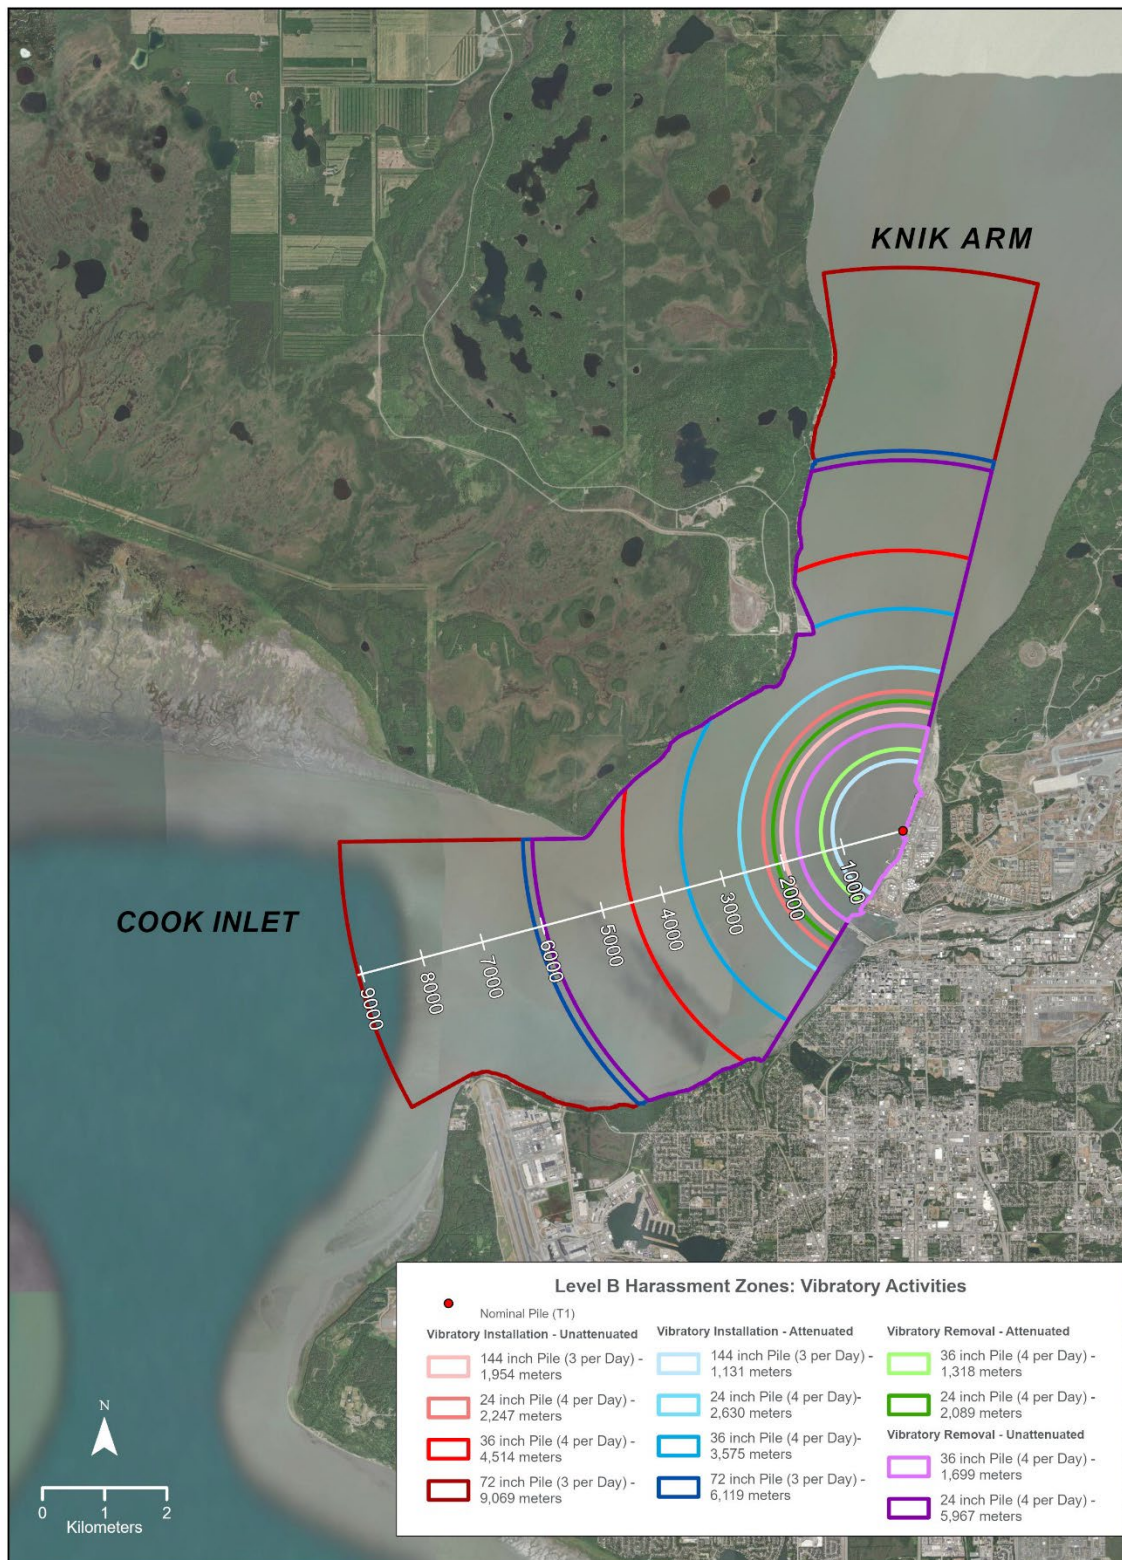 KNIK ARM
COOK INLET
1000
2000
3000
4000
5000
6000
7000
8000
9000
N
0 1 2
Kilometers
Level B Harassment Zones: Vibratory Activities
Nominal Pile (T1)
Vibratory Installation - Unattenuated
144 inch Pile (3 per Day) -
1,954 meters
24 inch Pile (4 per Day) -
2,247 meters
36 inch Pile (4 per Day) -
4,514 meters
72 inch Pile (3 per Day) -
9,069 meters
Vibratory Installation - Attenuated
144 inch Pile (3 per Day) -
1,131 meters
24 inch Pile (4 per Day) -
2,630 meters
36 inch Pile (4 per Day)-
3,575 meters
72 inch Pile (3 per Day) -
6,119 meters
Vibratory Removal - Attenuated
36 inch Pile (4 per Day) -
1,318 meters
24 inch Pile (4 per Day) -
2,089 meters
Vibratory Removal - Unattenuated
36 inch Pile (4 per Day) -
1,699 meters
24 inch Pile (4 per Day) -
5,967 meters